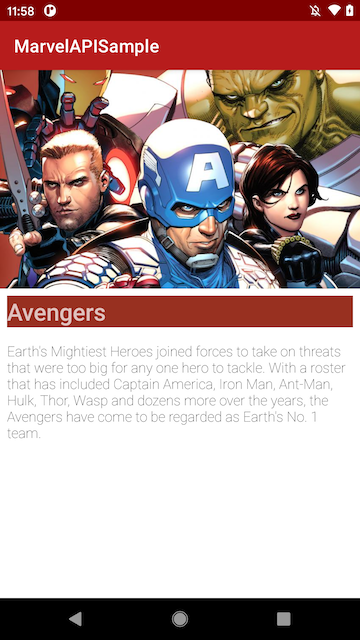 11:58
MarvelAPISample
A
Avengers
Earth's Mightiest Heroes joined forces to take on threats
that were too big for any one hero to tackle. With a roster
that has included Captain America, Iron Man, Ant-Man,
Hulk, Thor, Wasp and dozens more over the years, the
Avengers have come to be regarded as Earth's No. 1
team.